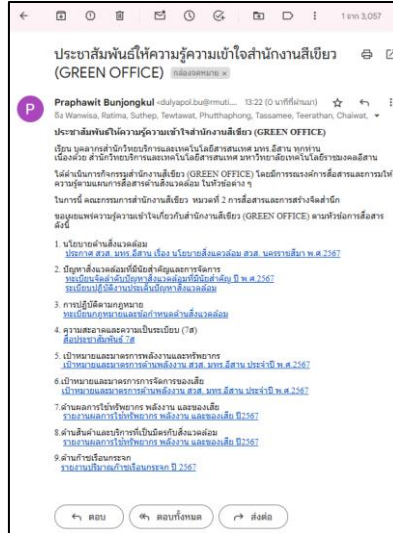 1 จาก 3,057
ประชาสัมพันธ์ให้ความรู้ความเข้าใจสำนักงานสีเขียว
(GREEN OFFICE) กล่องจดหมาย x
P
Praphawit Bunjongkul <dulyapol.bu@rmuti.... 13:22 (0 นาทีที่ผ่านมา)
ถึง Wanwisa, Ratima, Suthep, Tewtawat, Phutthaphong, Tassamee, Teerathan, Chaiwat,
ประชาสัมพันธ์ให้ความรู้ความเข้าใจสำนักงานสีเขียว (GREEN OFFICE)
เรียน บุคลากรสำนักวิทยบริการและเทคโนโลยีสารสนเทศ มทร.อีสาน ทุกท่าน
เนื่องด้วย สำนักวิทยบริการและเทคโนโลยีสารสนเทศ มหาวิทยาลัยเทคโนโลยีราชมงคลอีสาน
ได้ดำเนินการกิจกรรมสำนักงานสีเขียว (GREEN OFFICE) โดยมีการรณรงค์การสื่อสารและการมให้
ความรู้ตามแผนการสื่อสารด้านสิ่งแวดล้อม ในหัวข้อต่าง ๆ
ในการนี้ คณะกรรมการสำนักงานสีเขียว หมวดที่ 2 การสื่อสารและการสร้างจิตสำนึก
ขอเผยแพร่ความรู้ความเข้าใจเกี่ยวกับสำนักงานสีเขียว (GREEN OFFICE) ตามหัวข้อการสื่อสาร
ดังนี้
1. นโยบายด้านสิ่งแวดล้อม
ประกาศ สวส. มทร.อีสาน เรื่อง นโยบายสิ่งแวดล้อม สวส. นครราชสีมา พ.ศ.2567
2. ปัญหาสิ่งแวดล้อมที่มีนัยสำคัญและการจัดการ
ทะเบียนจัดลำดับปัญหาสิ่งแวดล้อมที่มีนัยสำคัญ ปี พ.ศ.2567
ระเบียบปฏิบัติงานประเด็นปัญหาสิ่งแวดล้อม
3. การปฏิบัติตามกฎหมาย
ทะเบียนกฎหมายและข้อกำหนดด้านสิ่งแวดล้อม
4. ความสะอาดและความเป็นระเบียบ (7ส)
สื่อประชาสัมพันธ์ 7ส
5. เป้าหมายและมาตรการพลังงานและทรัพยากร
เป้าหมายและมาตรการด้านพลังงาน สวส. มทร.อีสาน ประจำปี พ.ศ.2567
6.เป้าหมายและมาตรการการจัดการของเสีย
เป้าหมายและมาตรการด้านพลังงาน สวส. มทร.อีสาน ประจำปี พ.ศ.2567
7.ด้านผลการใช้ทรัพยากร พลังงาน และของเสีย
รายงานผลการใช้ทรัพยากร พลังงาน และของเสีย ปี2567
8.ด้านสินค้าและบริการที่เป็นมิตรกับสิ่งแวดล้อม
รายงานผลการใช้ทรัพยากร พลังงาน และของเสีย ปี2567
9.ด้านก๊าซเรือนกระจก
รายงานปริมาณก๊าซเรือนกระจก ปี 2567
ตอบ
ตอบทั้งหมด
ส่งต่อ